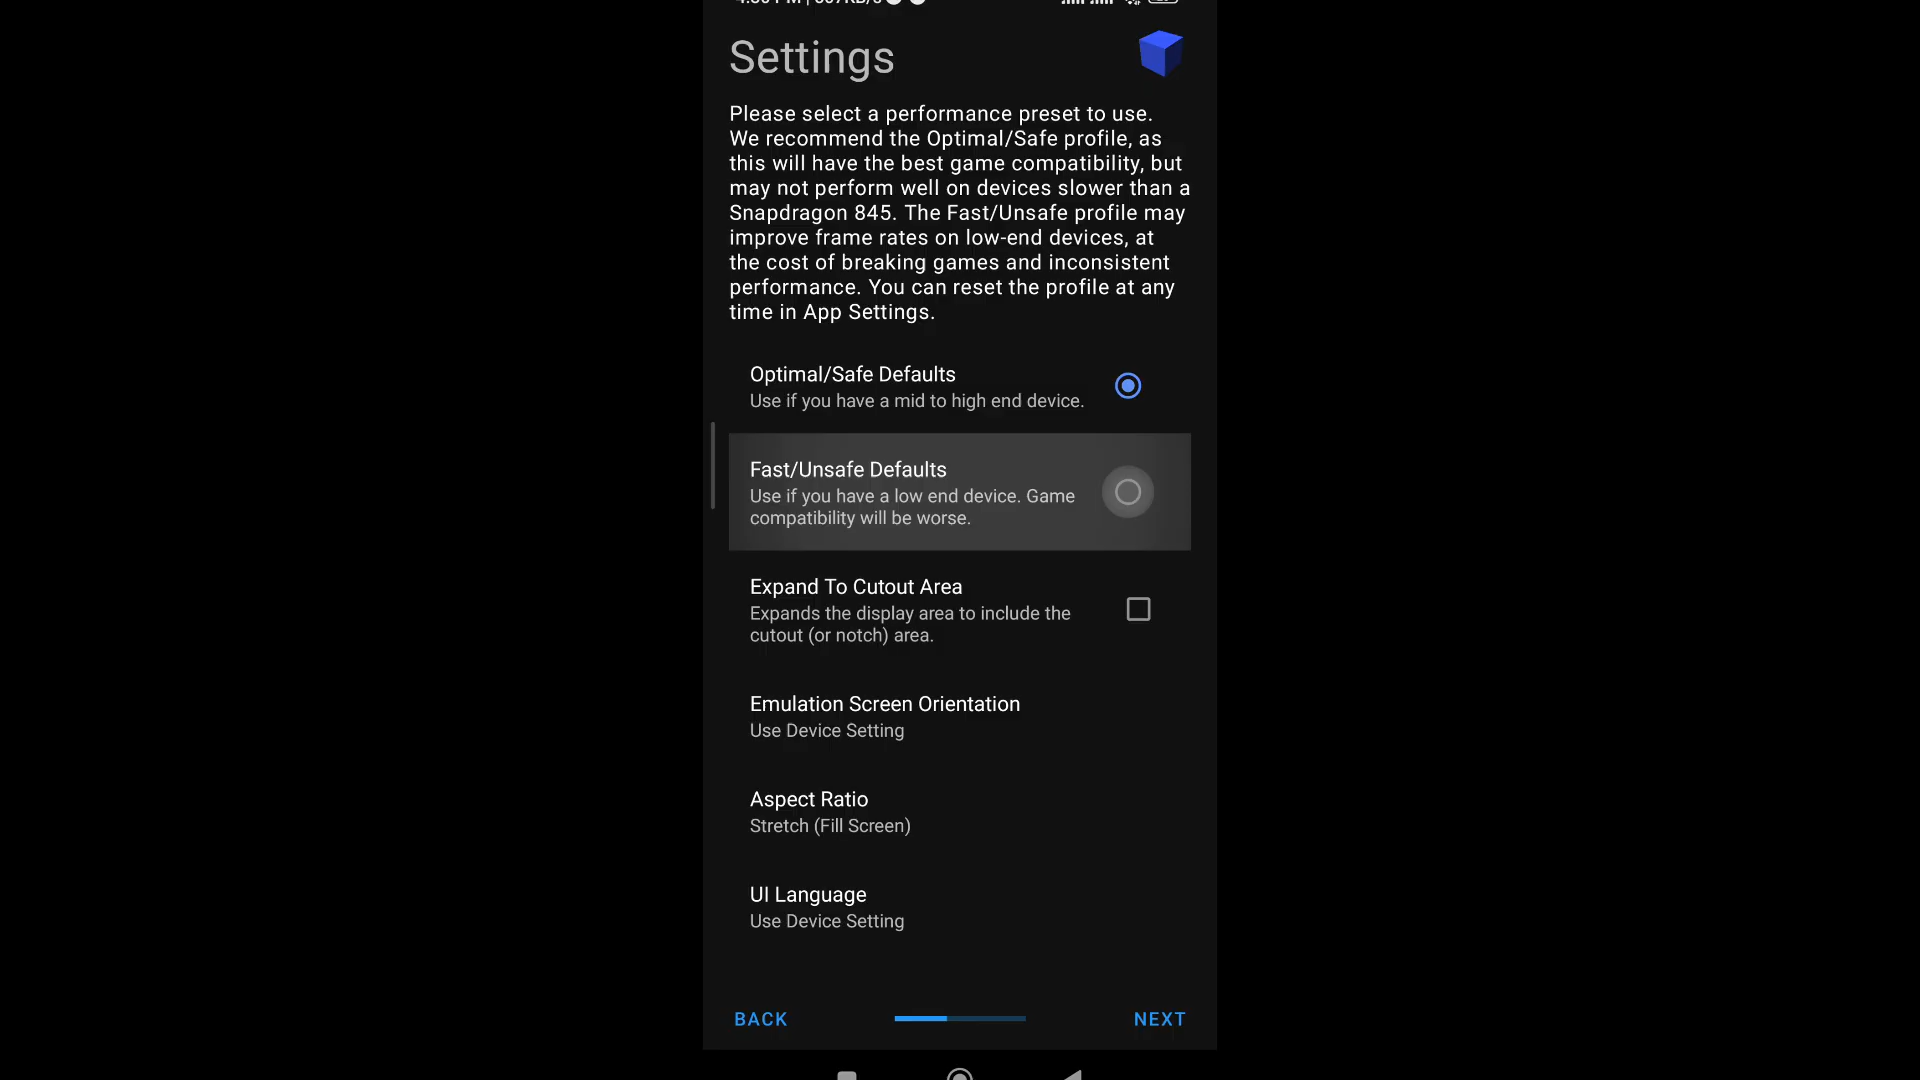 Settings
Please select a performance preset to use.
We recommend the Optimal/Safe profile, as
this will have the best game compatibility, but
may not perform well on devices slower than a
Snapdragon 845. The Fast/Unsafe profile may
improve frame rates on low-end devices, at
the cost of breaking games and inconsistent
performance. You can reset the profile at any
time in App Settings.
Optimal/Safe Defaults
Use if you have a mid to high end device.
Fast/Unsafe Defaults
Use if you have a low end device. Game
compatibility will be worse.
Expand To Cutout Area
Expands the display area to include the
cutout (or notch) area.
Emulation Screen Orientation
Use Device Setting
Aspect Ratio
Stretch (Fill Screen)
UI Language
Use Device Setting
BACK
NEXT